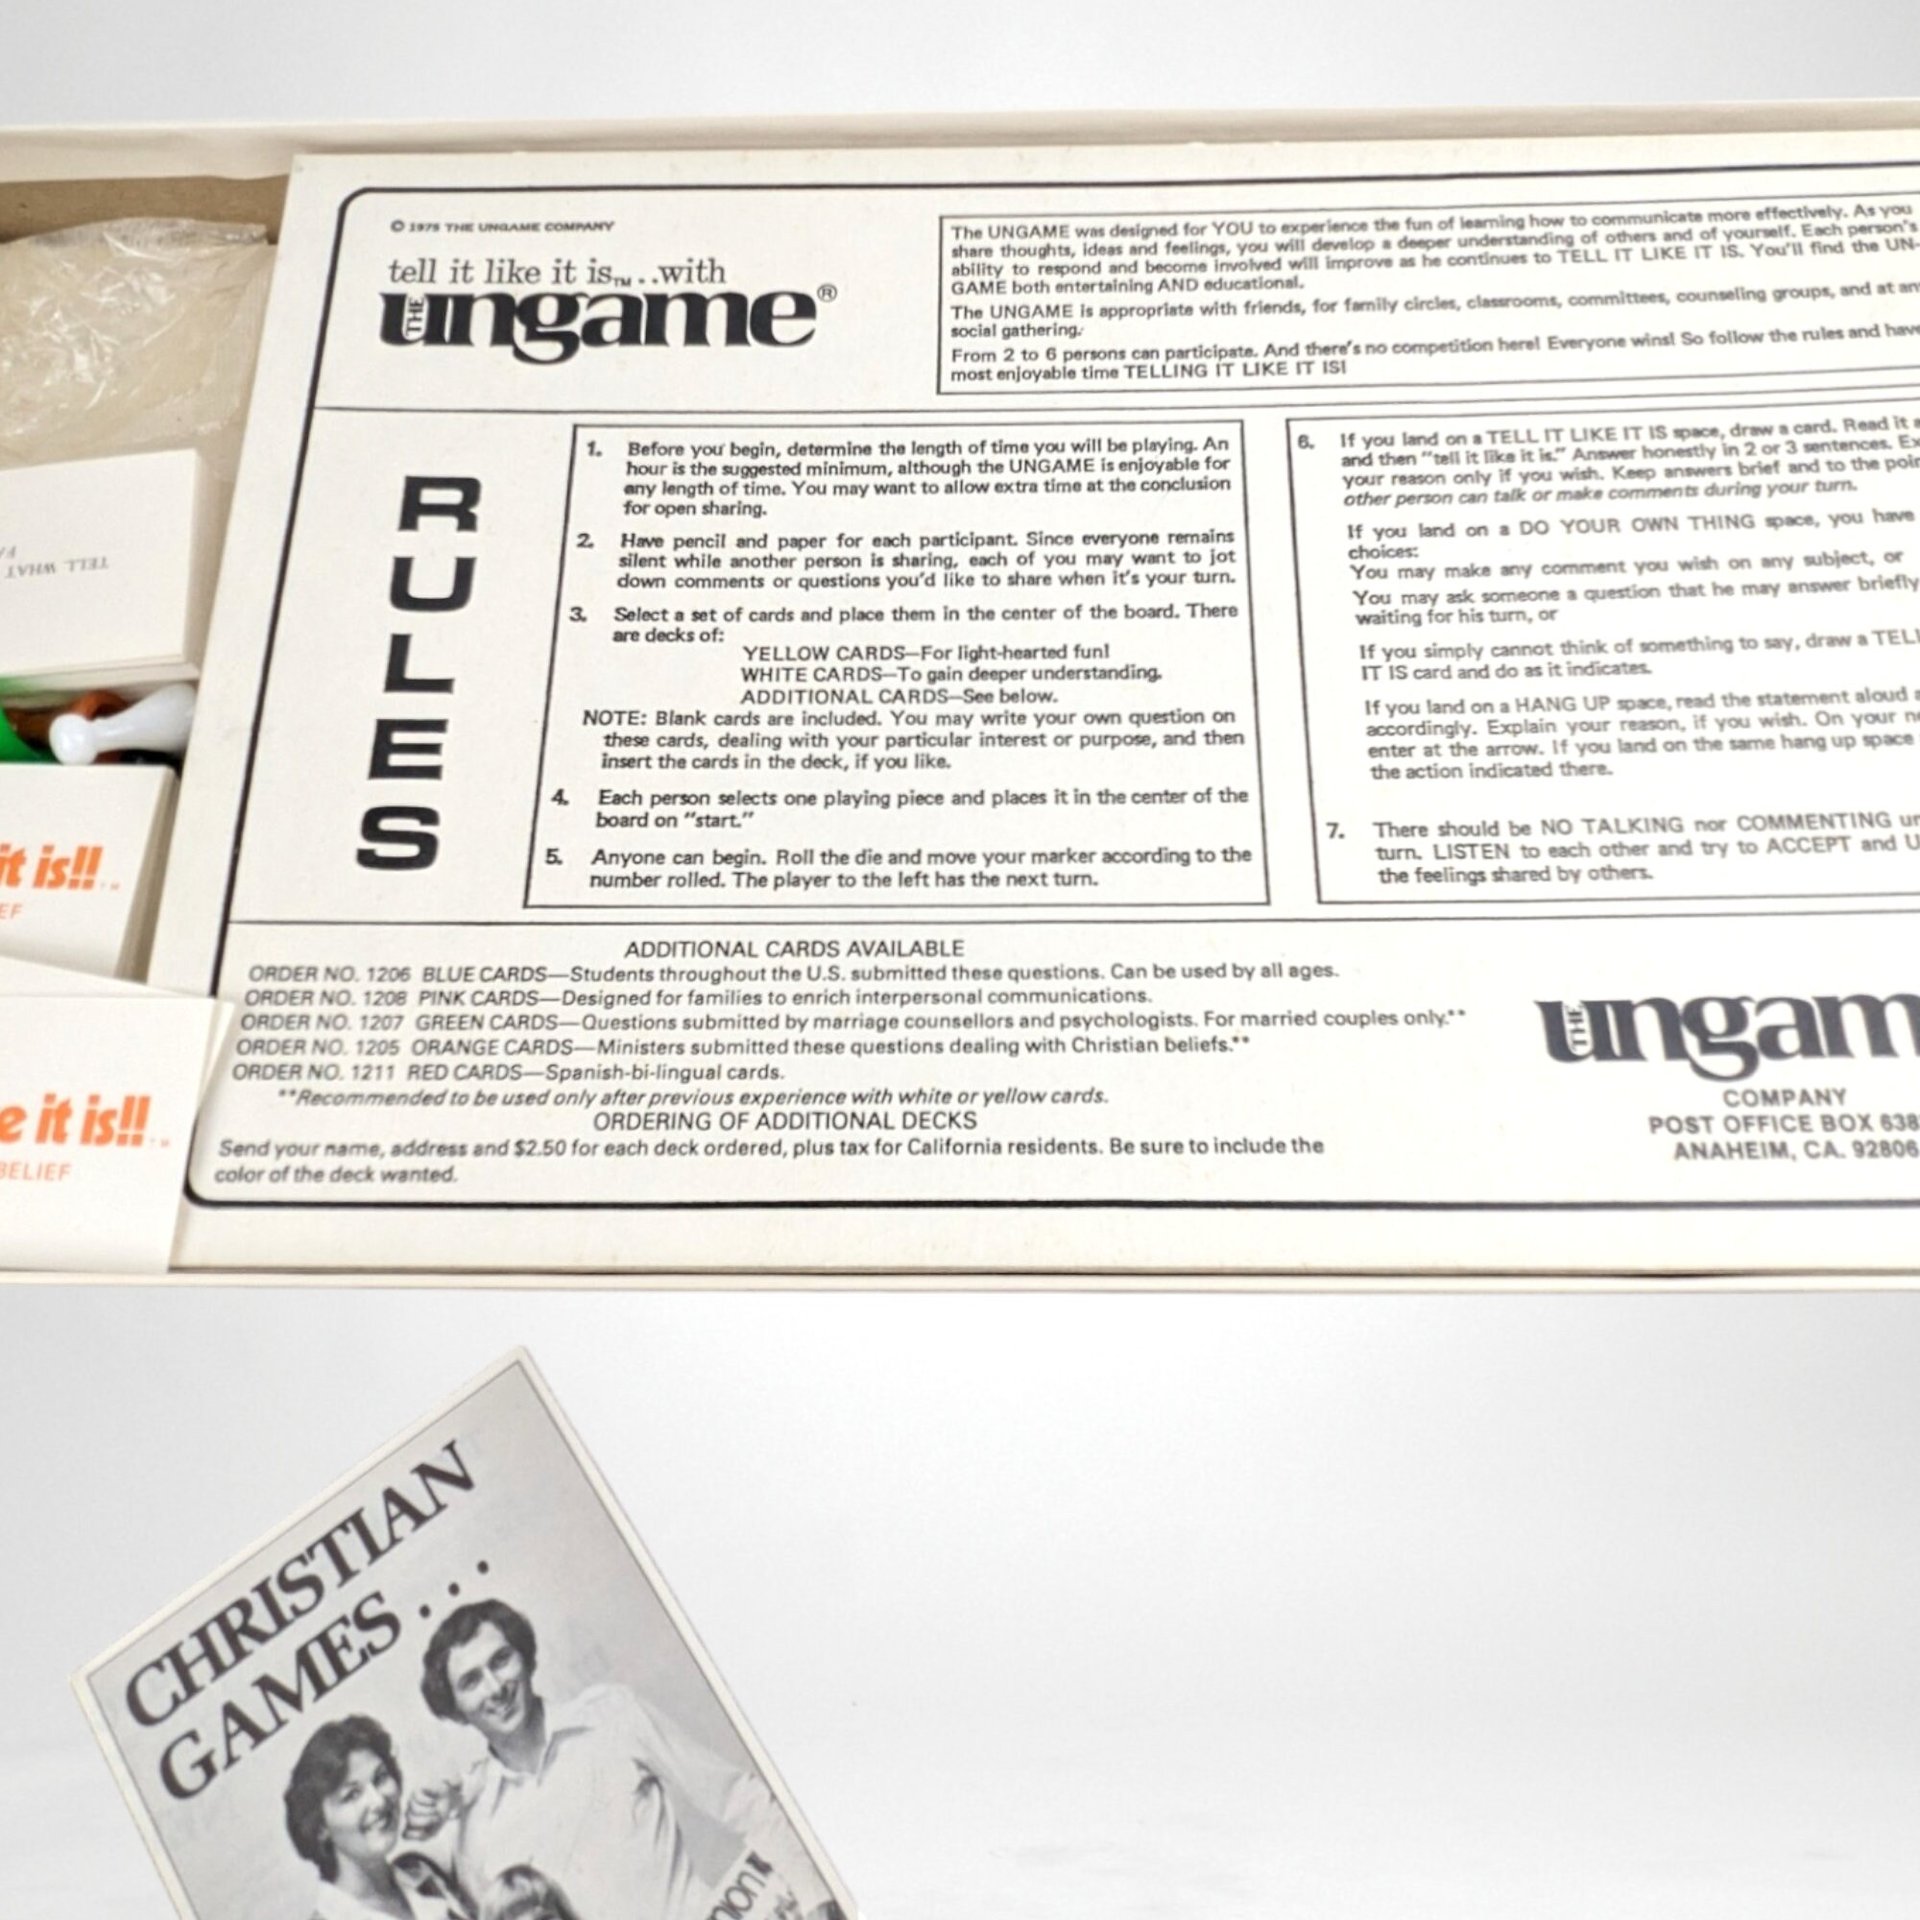 © 1975 THE UNGAME COMPANY
tell it like it is™...with
THE ungame®
The UNGAME was designed for YOU to experience the fun of learning how to communicate more effectively. As you
share thoughts, ideas and feelings, you will develop a deeper understanding of others and of yourself. Each person's
ability to respond and become involved will improve as he continues to TELL IT LIKE IT IS. You'll find the UN-
GAME both entertaining AND educational.
The UNGAME is appropriate with friends, for family circles, classrooms, committees, counseling groups, and at
social gathering.
From 2 to 6 persons can participate. And there's no competition here! Everyone wins! So follow the rules and have
most enjoyable time TELLING IT LIKE IT IS!
RULES
1. Before you begin, determine the length of time you will be playing. An
hour is the suggested minimum, although the UNGAME is enjoyable for
any length of time. You may want to allow extra time at the conclusion
for open sharing.
2. Have pencil and paper for each participant. Since everyone remains
silent while another person is sharing, each of you may want to jot
down comments or questions you'd like to share when it's your turn.
3. Select a set of cards and place them in the center of the board. There
are decks of:
YELLOW CARDS—For light-hearted fun!
WHITE CARDS—To gain deeper understanding.
ADDITIONAL CARDS—See below.
NOTE: Blank cards are included. You may write your own question on
these cards, dealing with your particular interest or purpose, and then
insert the cards in the deck, if you like.
4. Each person selects one playing piece and places it in the center of the
board on "start."
5. Anyone can begin. Roll the die and move your marker according to the
number rolled. The player to the left has the next turn.
6. If you land on a TELL IT LIKE IT IS space, draw a card. Read it
and then "tell it like it is." Answer honestly in 2 or 3 sentences.
your reason only if you wish. Keep answers brief and to the
other person can talk or make comments during your turn.
If you land on a DO YOUR OWN THING space, you have
choices:
You may make any comment you wish on any subject, or
You may ask someone a question that he may answer briefly
waiting for his turn, or
If you simply cannot think of something to say, draw a TELL
IT IS card and do as it indicates.
If you land on a HANG UP space, read the statement aloud
accordingly. Explain your reason, if you wish. On your
enter at the arrow. If you land on the same hang up space
the action indicated there.
7. There should be NO TALKING nor COMMENTING
turn. LISTEN to each other and try to ACCEPT and
the feelings shared by others.
ADDITIONAL CARDS AVAILABLE
ORDER NO. 1206 BLUE CARDS—Students throughout the U.S. submitted these questions. Can be used by all ages.
ORDER NO. 1208 PINK CARDS—Designed for families to enrich interpersonal communications.
ORDER NO. 1207 GREEN CARDS—Questions submitted by marriage counsellors and psychologists. For married couples only.**
ORDER NO. 1205 ORANGE CARDS—Ministers submitted these questions dealing with Christian beliefs.**
ORDER NO. 1211 RED CARDS—Spanish-bi-lingual cards.
**Recommended to be used only after previous experience with white or yellow cards.
ORDERING OF ADDITIONAL DECKS
Send your name, address and $2.50 for each deck ordered, plus tax for California residents. Be sure to include the
color of the deck wanted.
THE ungam
COMPANY
POST OFFICE BOX 638
ANAHEIM, CA. 92806
TELL WHAT
it is!!
EF
e it is!!
BELIEF
CHRISTIAN
GAMES...